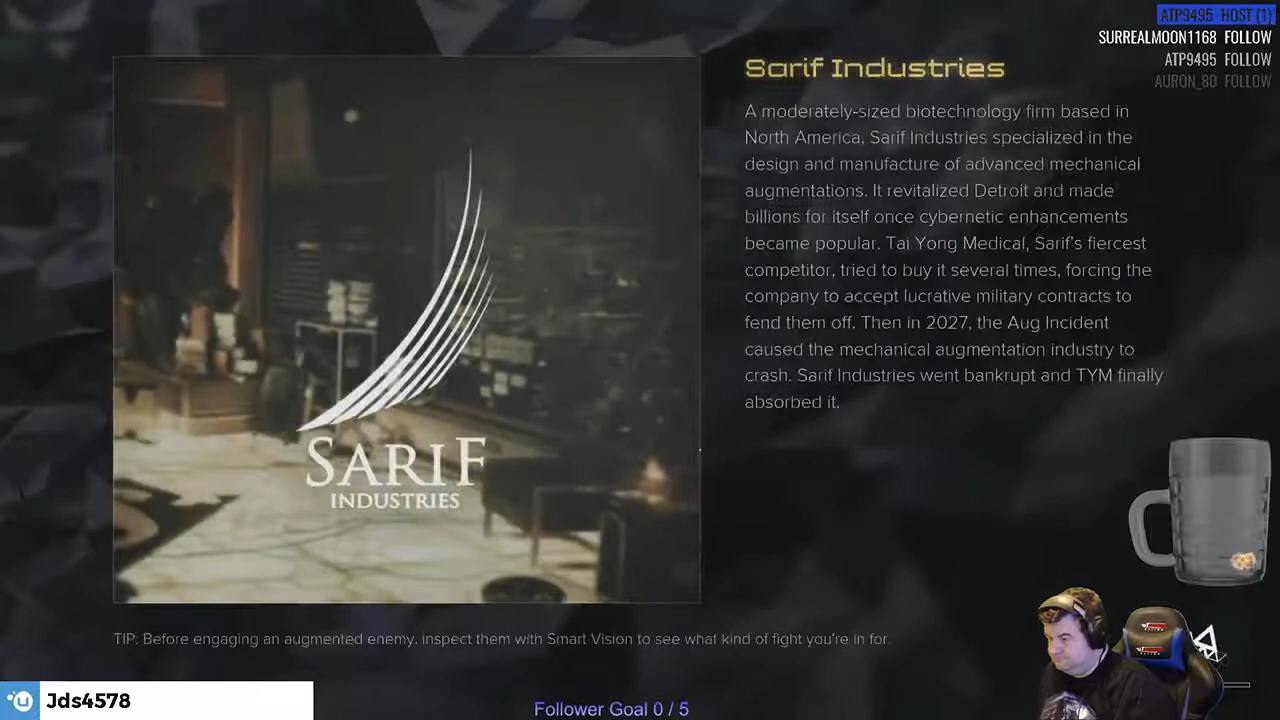 ATP9495 HOST (1)
SURREALMOON1168 FOLLOW
ATP9495 FOLLOW
AURON_80 FOLLOW
Sarif Industries
A moderately-sized biotechnology firm based in
North America, Sarif Industries specialized in the
design and manufacture of advanced mechanical
augmentations. It revitalized Detroit and made
billions for itself once cybernetic enhancements
became popular. Tai Yong Medical, Sarif's fiercest
competitor, tried to buy it several times, forcing the
company to accept lucrative military contracts to
fend them off. Then in 2027, the Aug Incident
caused the mechanical augmentation industry to
crash. Sarif Industries went bankrupt and TYM finally
absorbed it.
SARIF
INDUSTRIES
TIP: Before engaging an augmented enemy, inspect them with Smart Vision to see what kind of fight you're in for.
Jds4578
Follower Goal 0 / 5